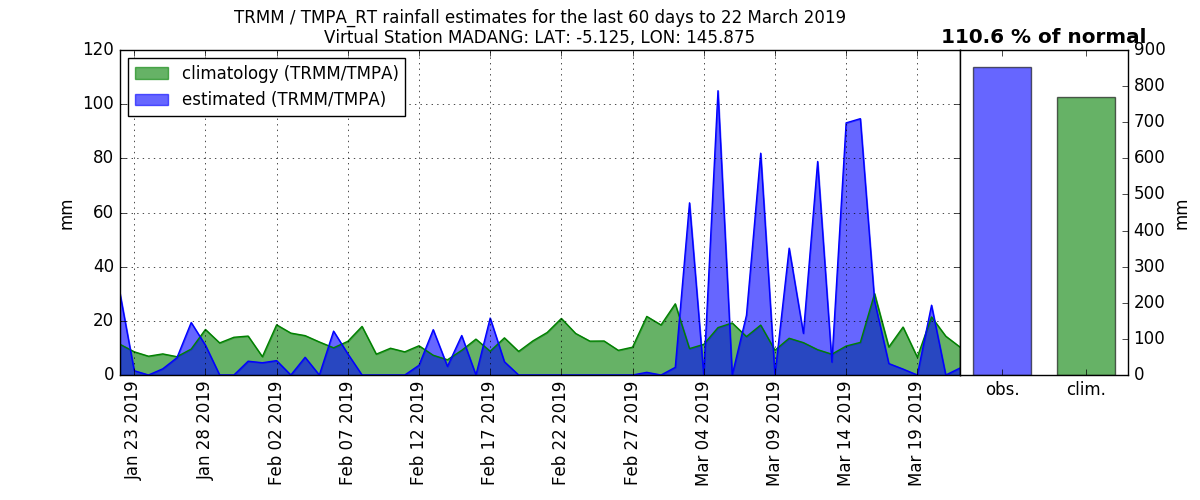 TRMM / TMPA_RT rainfall estimates for the last 60 days to 22 March 2019
Virtual Station MADANG: LAT: -5.125, LON: 145.875
110.6 % of normal
climatology (TRMM/TMPA)
estimated (TRMM/TMPA)
mm
120
100
80
60
40
20
0
Jan 23 2019
Jan 28 2019
Feb 02 2019
Feb 07 2019
Feb 12 2019
Feb 17 2019
Feb 22 2019
Feb 27 2019
Mar 04 2019
Mar 09 2019
Mar 14 2019
Mar 19 2019
obs.
clim.
900
800
700
600
500
400
300
200
100
0
mm